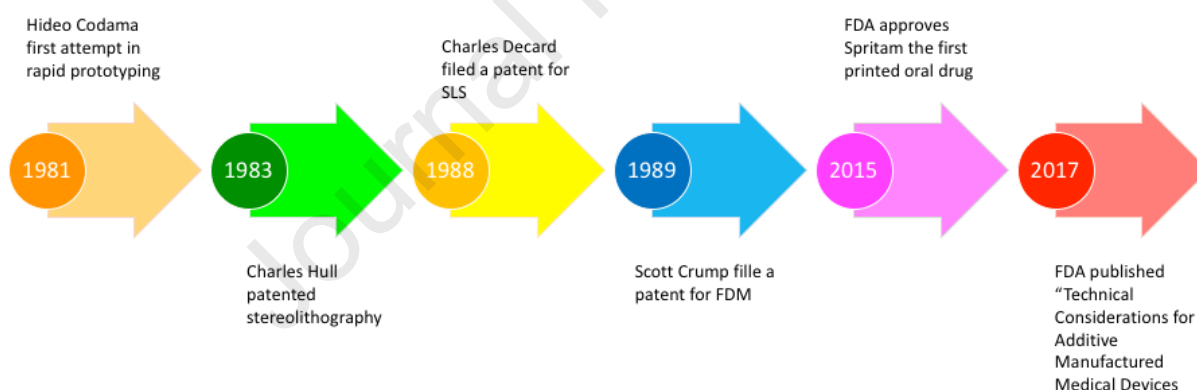 Hideo Codama
first attempt in
rapid prototyping
1981
1983
Charles Hull
patented
stereolithography
Charles Decard
filed a patent for
SLS
1988
1989
Scott Crump fille a
patent for FDM
FDA approves
Spritam the first
printed oral drug
2015
2017
FDA published
“Technical
Considerations for
Additive
Manufactured
Medical Devices
Journal